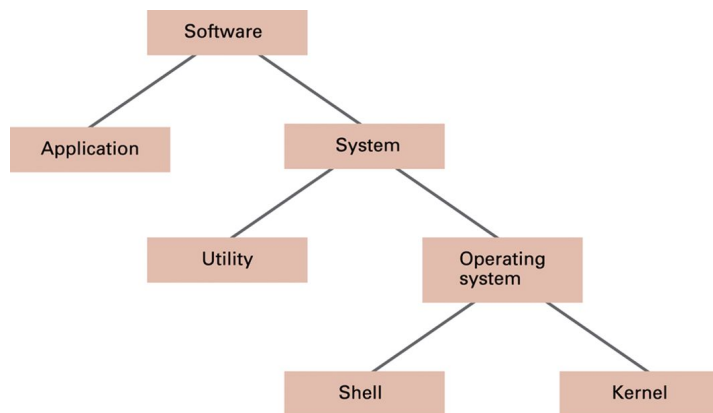 Software
Application
System
Utility
Operating
system
Shell
Kernel